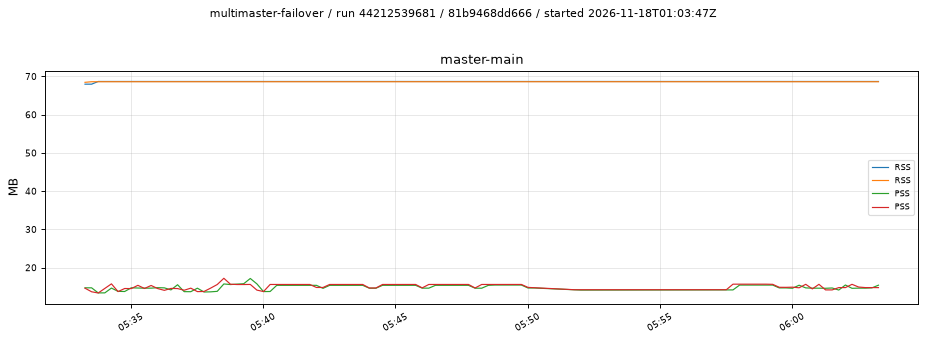 multimaster-failover / run 44212539681 / 81b9468dd666 / started 2026-11-18T01:03:47Z
master-main
70
60
50
40
30
20
MB
RSS
RSS
PSS
PSS
05:35
05:40
05:45
05:50
05:55
06:00